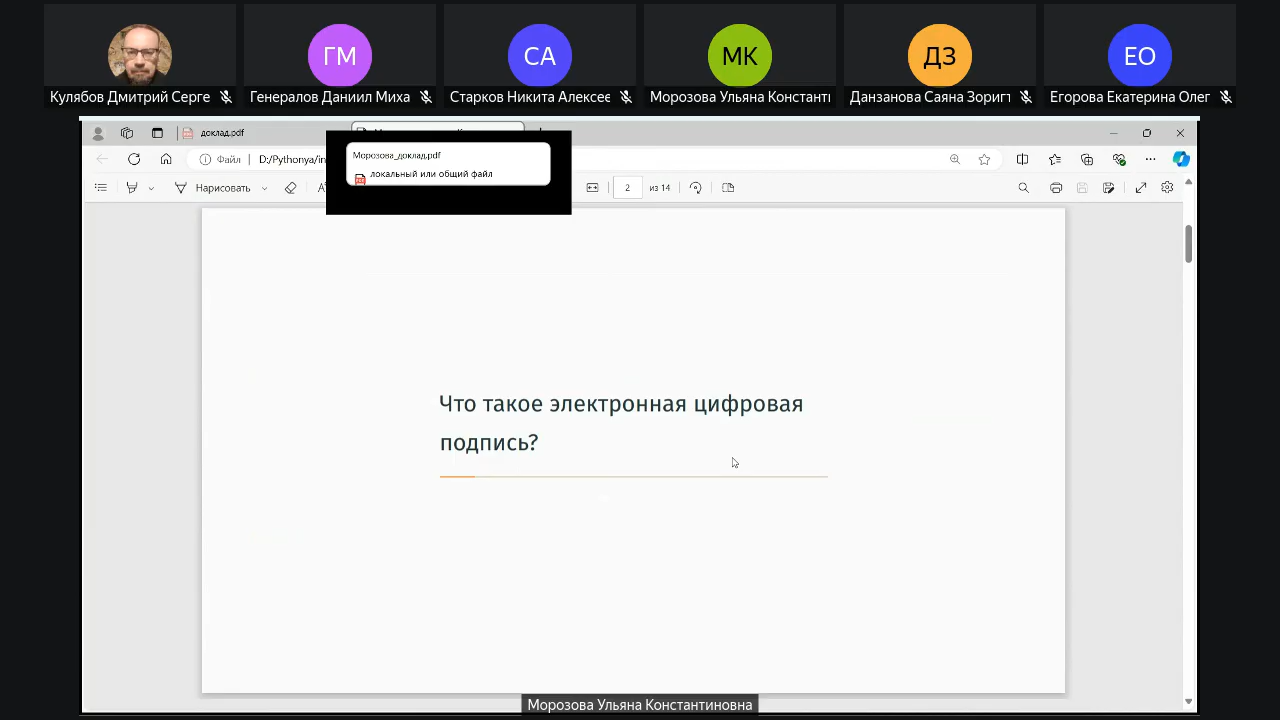 ГМ
СА
МК
ДЗ
ЕО
Кулябов Дмитрий Серге
Генералов Даниил Миха
Старков Никита Алексее
Морозова Ульяна Константі
Данзанова Саяна Зориг
Егорова Екатерина Олег
доклад.pdf
Файл
D:/Pythonya/in
Морозова_доклад.pdf
локальный или общий файл
Нарисовать
2
из 14
Что такое электронная цифровая
подпись?
Морозова Ульяна Константиновна